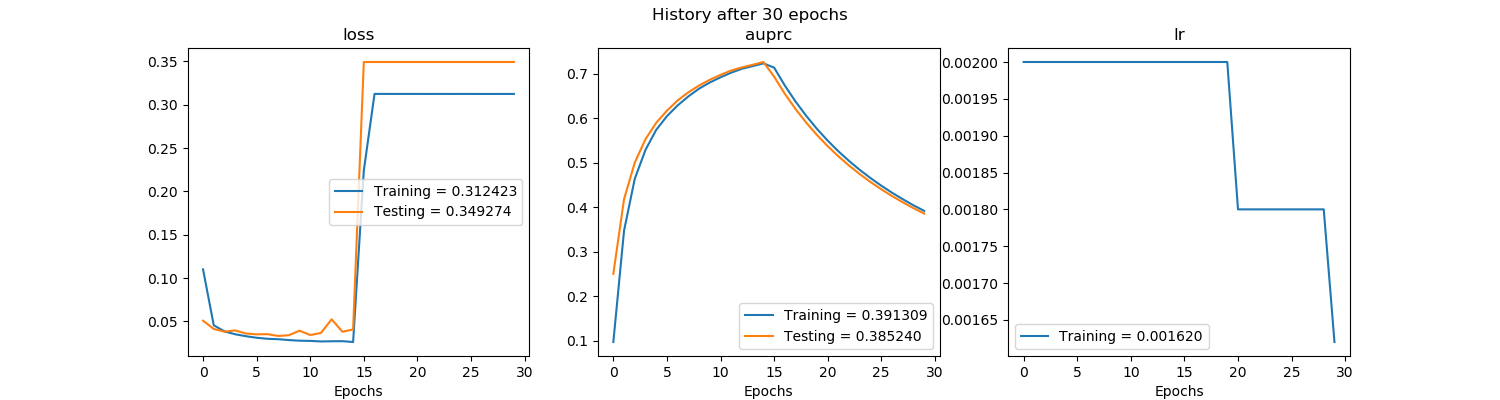 History after 30 epochs
loss
0.35
0.30
0.25
0.20
0.15
0.10
0.05
Training = 0.312423
Testing = 0.349274
0 5 10 15 20 25 30
Epochs
auprc
0.7
0.6
0.5
0.4
0.3
0.2
0.1
Training = 0.391309
Testing = 0.385240
0 5 10 15 20 25 30
Epochs
lr
0.00200
0.00195
0.00190
0.00185
0.00180
0.00175
0.00170
0.00165
Training = 0.001620
0 5 10 15 20 25 30
Epochs